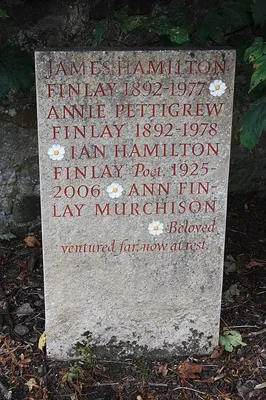 JAMES HAMILTON
FINLAY 1892-1977
ANNIE PETTIGREW
FINLAY 1892-1978
IAN HAMILTON
FINLAY Poet. 1925-
2006 ANN FIN-
LAY MURCHISON
Beloved
ventured far, now at rest.